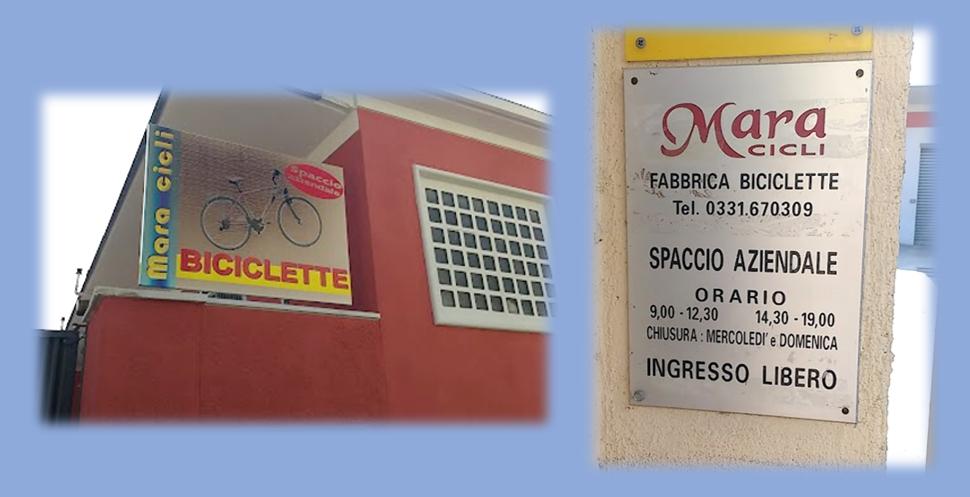 Mara cicli
spaccio
aziendale
BICICLETTE
Mara
CICLI
FABBRICA BICICLETTE
Tel. 0331.670309
SPACCIO AZIENDALE
ORARIO
9,00 - 12,30 14,30 - 19,00
CHIUSURA : MERCOLEDI' e DOMENICA
INGRESSO LIBERO